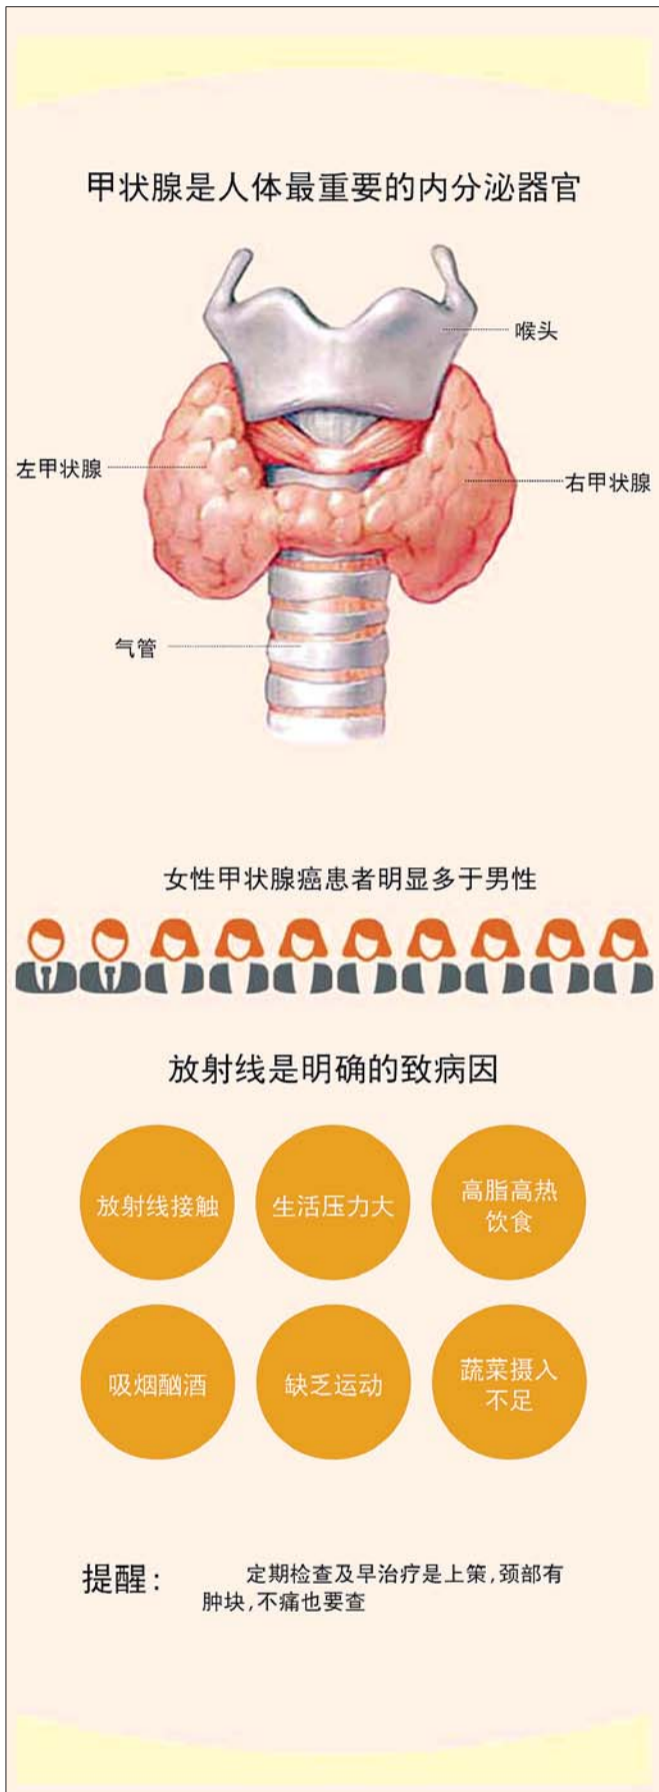 甲状腺是人体最重要的内分泌器官
喉头
左甲状腺
右甲状腺
气管
女性甲状腺癌患者明显多于男性
放射线是明确的致病因
放射线接触
生活压力大
高脂高热
饮食
吸烟酗酒
缺乏运动
蔬菜摄入
不足
提醒：
定期检查及早治疗是上策,颈部有
肿块,不痛也要查